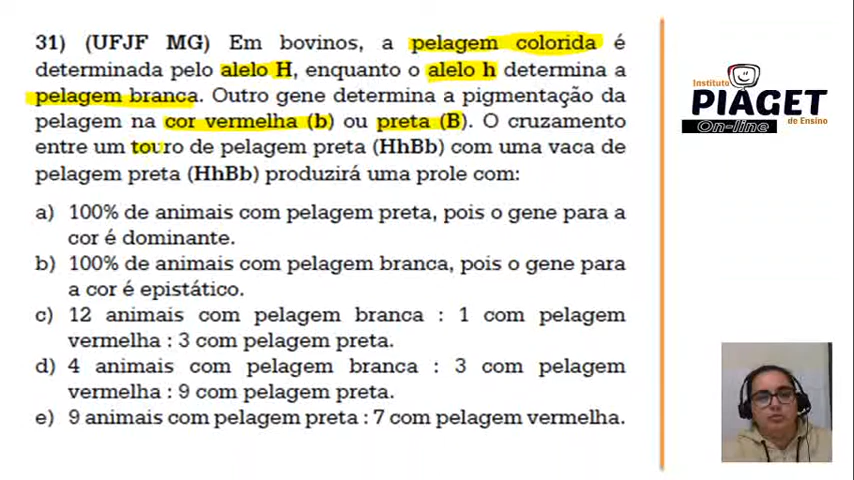 31) (UFJF MG) Em bovinos, a pelagem colorida é
determinada pelo alelo H, enquanto o alelo h determina a
pelagem branca. Outro gene determina a pigmentação da
pelagem na cor vermelha (b) ou preta (B). O cruzamento
entre um touro de pelagem preta (HhBb) com uma vaca de
pelagem preta (HhBb) produzirá uma prole com:
a) 100% de animais com pelagem preta, pois o gene para a
cor é dominante.
b) 100% de animais com pelagem branca, pois o gene para
a cor é epistático.
c) 12 animais com pelagem branca : 1 com pelagem
vermelha : 3 com pelagem preta.
d) 4 animais com pelagem branca : 3 com pelagem
vermelha : 9 com pelagem preta.
e) 9 animais com pelagem preta : 7 com pelagem vermelha.
Instituto
PIAGET
On-line de Ensino